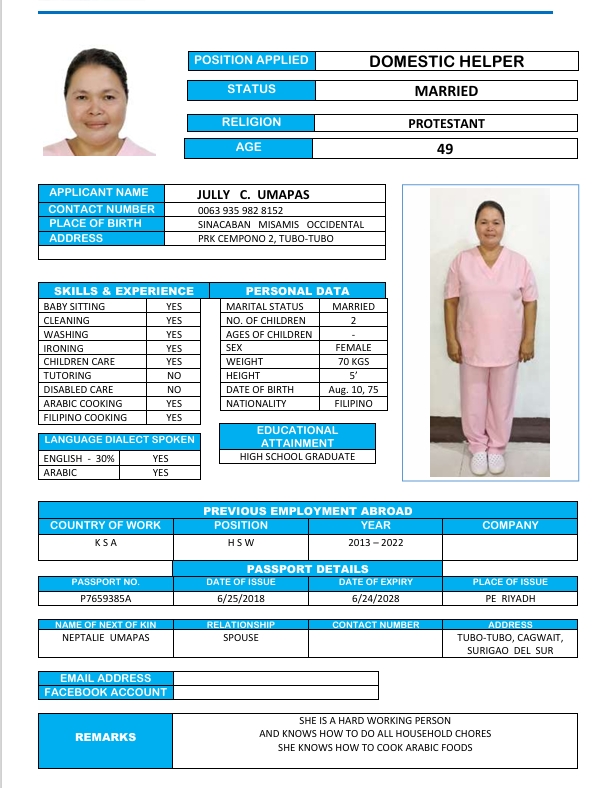 POSITION APPLIED DOMESTIC HELPER
STATUS MARRIED
RELIGION PROTESTANT
AGE 49
APPLICANT NAME JULLY C. UMAPAS
CONTACT NUMBER 0063 935 982 8152
PLACE OF BIRTH SINACABAN MISAMIS OCCIDENTAL
ADDRESS PRK CEMPONO 2, TUBO-TUBO
SKILLS & EXPERIENCE PERSONAL DATA
BABY SITTING YES MARITAL STATUS MARRIED
CLEANING YES NO. OF CHILDREN 2
WASHING YES AGES OF CHILDREN -
IRONING YES SEX FEMALE
CHILDREN CARE YES WEIGHT 70 KGS
TUTORING NO HEIGHT 5’
DISABLED CARE NO DATE OF BIRTH Aug. 10, 75
ARABIC COOKING YES NATIONALITY FILIPINO
FILIPINO COOKING YES
LANGUAGE DIALECT SPOKEN
ENGLISH - 30% YES
ARABIC YES
EDUCATIONAL
ATTAINMENT
HIGH SCHOOL GRADUATE
PREVIOUS EMPLOYMENT ABROAD
COUNTRY OF WORK POSITION YEAR COMPANY
K S A H S W 2013 – 2022
PASSPORT DETAILS
PASSPORT NO. DATE OF ISSUE DATE OF EXPIRY PLACE OF ISSUE
P7659385A 6/25/2018 6/24/2028 PE RIYADH
NAME OF NEXT OF KIN RELATIONSHIP CONTACT NUMBER ADDRESS
NEPTALIE UMAPAS SPOUSE TUBO-TUBO, CAGWAIT,
SURIGAO DEL SUR
EMAIL ADDRESS
FACEBOOK ACCOUNT
REMARKS
SHE IS A HARD WORKING PERSON
AND KNOWS HOW TO DO ALL HOUSEHOLD CHORES
SHE KNOWS HOW TO COOK ARABIC FOODS